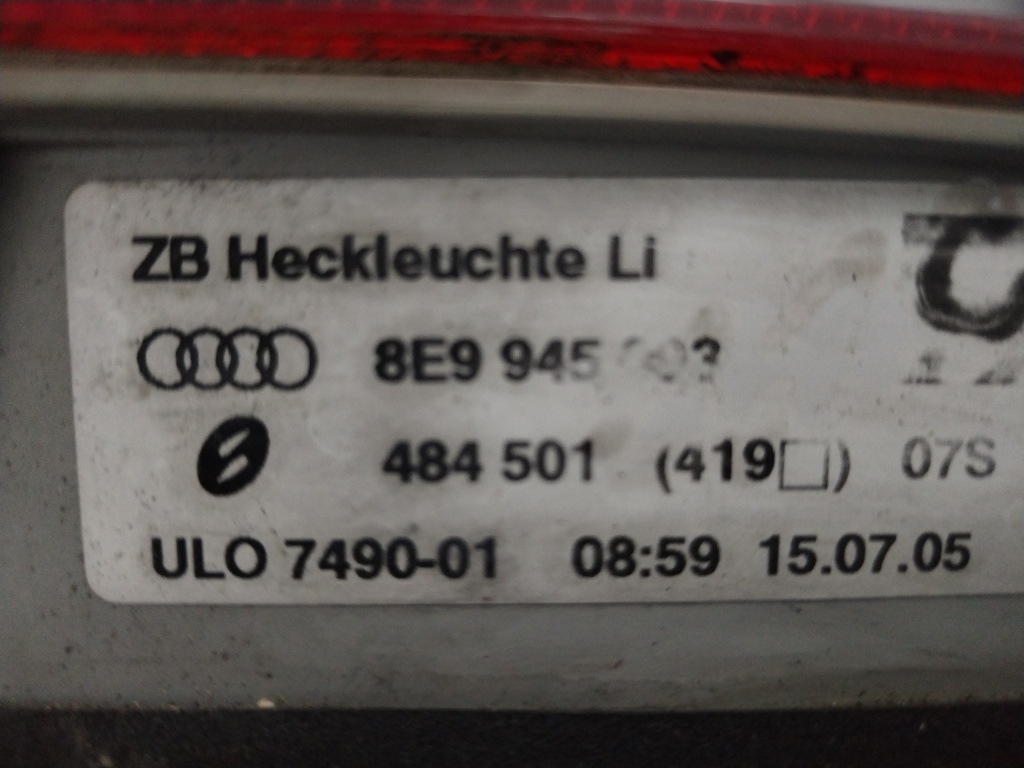 ZB Heckleuchte Li
8E9 945
484 501 (419□) 07S
ULO 7490-01 08:59 15.07.05